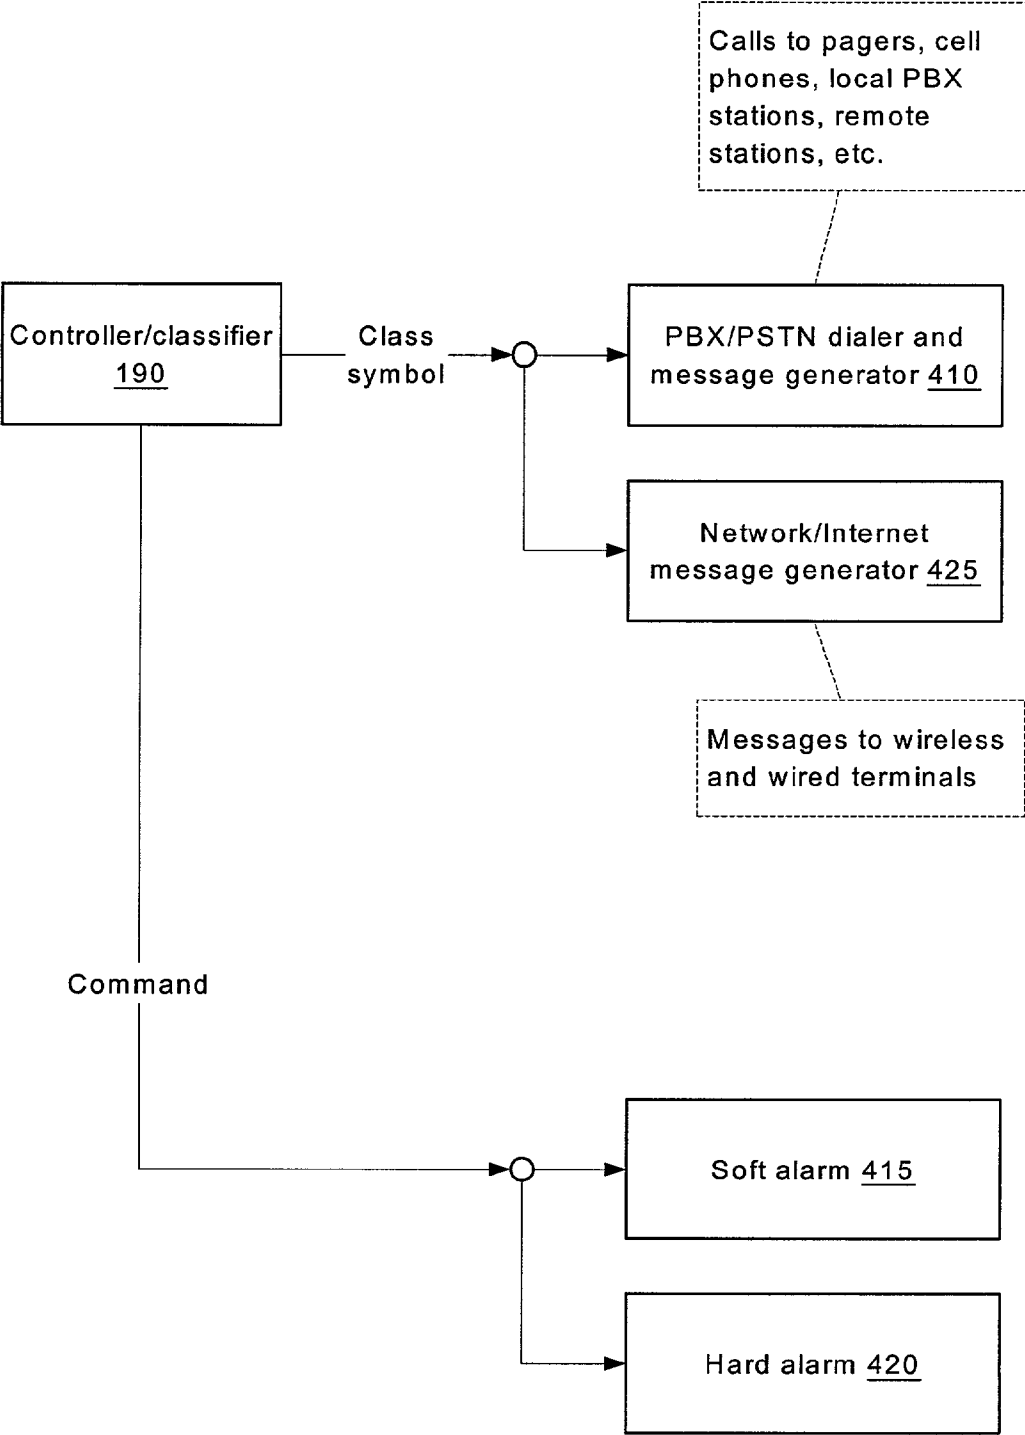 Calls to pagers, cell
phones, local PBX
stations, remote
stations, etc.
Controller/classifier
190
Class
symbol
PBX/PSTN dialer and
message generator 410
Network/Internet
message generator 425
Messages to wireless
and wired terminals
Command
Soft alarm 415
Hard alarm 420